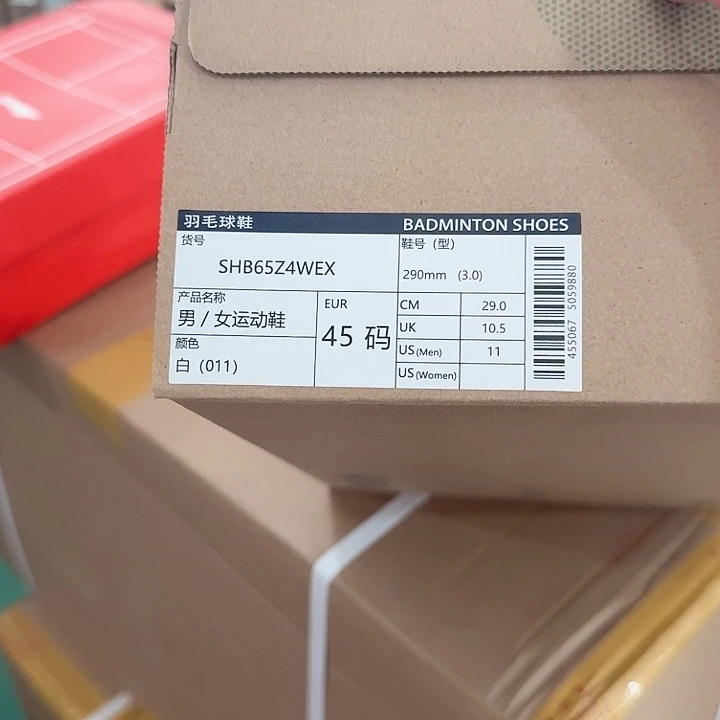 羽毛球鞋 BADMINTON SHOES
货号
SHB65Z4WEX
鞋号（型）
290mm （3.0）
产品名称
男 / 女运动鞋
颜色
白（011）
EUR
45 码
CM 29.0
UK 10.5
US (Men) 11
US (Women)
455067 5059880